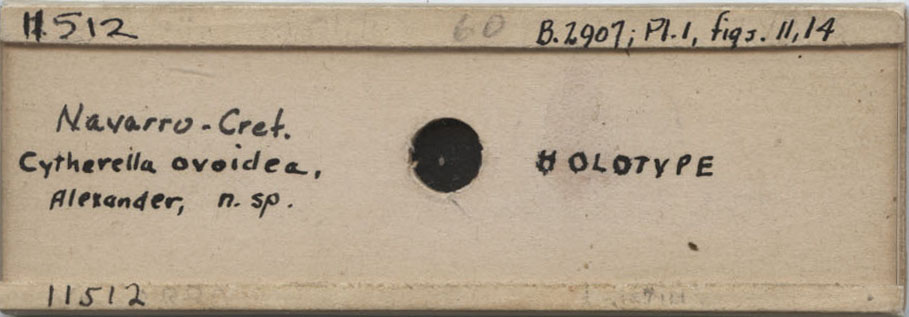 11512
60
B.2907; Pl.1, figs. 11,14
Navarro-Cret.
Cytherella ovoidea,
Alexander, n. sp.
HOLOTYPE
11512